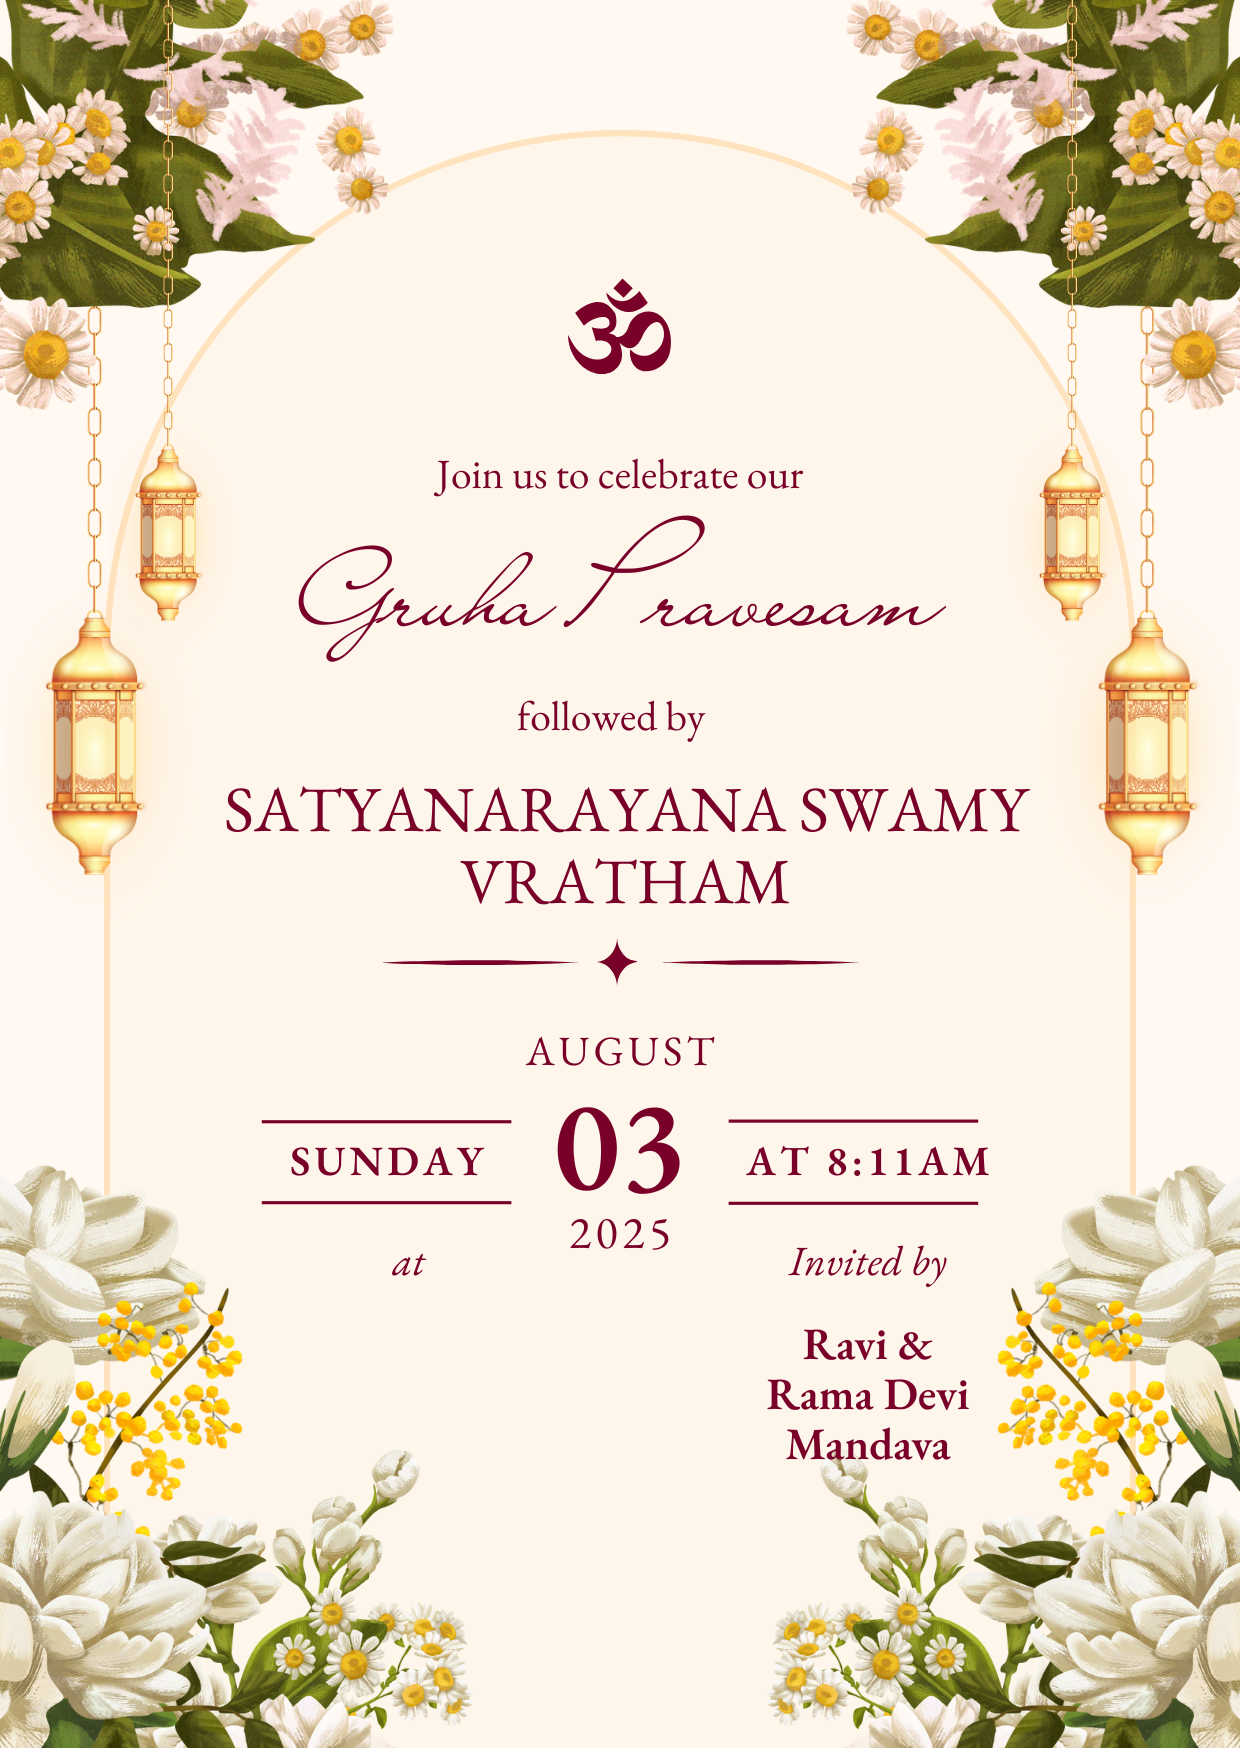 ॐ
Join us to celebrate our
Gruha Pravesam
followed by
SATYANARAYANA SWAMY
VRATHAM
AUGUST
SUNDAY 03 AT 8:11AM
2025
at
Invited by
Ravi &
Rama Devi
Mandava